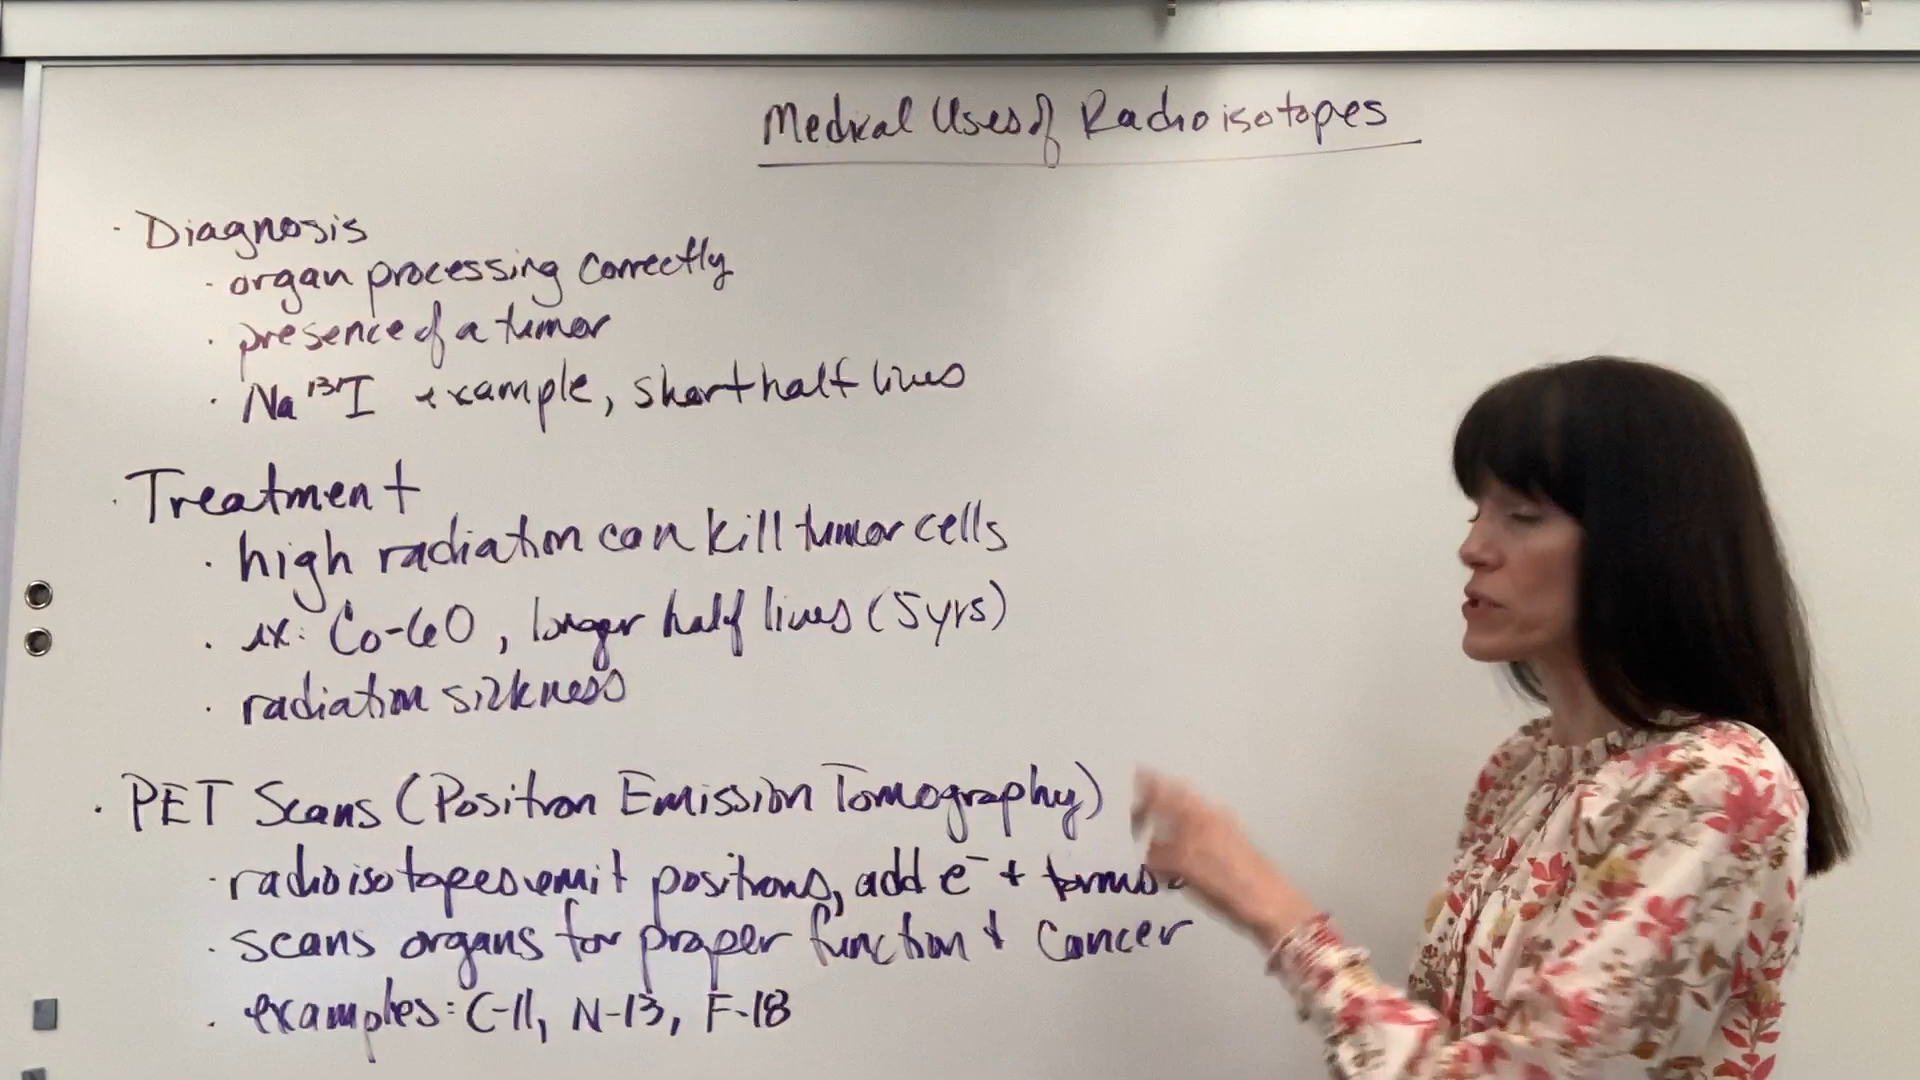 Medical Uses of Radioisotopes
· Diagnosis
· organ processing correctly
· presence of a tumor
· Na ¹³¹I example, short half lives
· Treatment
· high radiation can kill tumor cells
· ex: Co-60, longer half lives (5yrs)
· radiation sickness
· PET Scans (Positron Emission Tomography)
· radioisotopes emit positrons, add e⁻ +
· scans organs for proper function + cancer
· examples: C-11, N-13, F-18